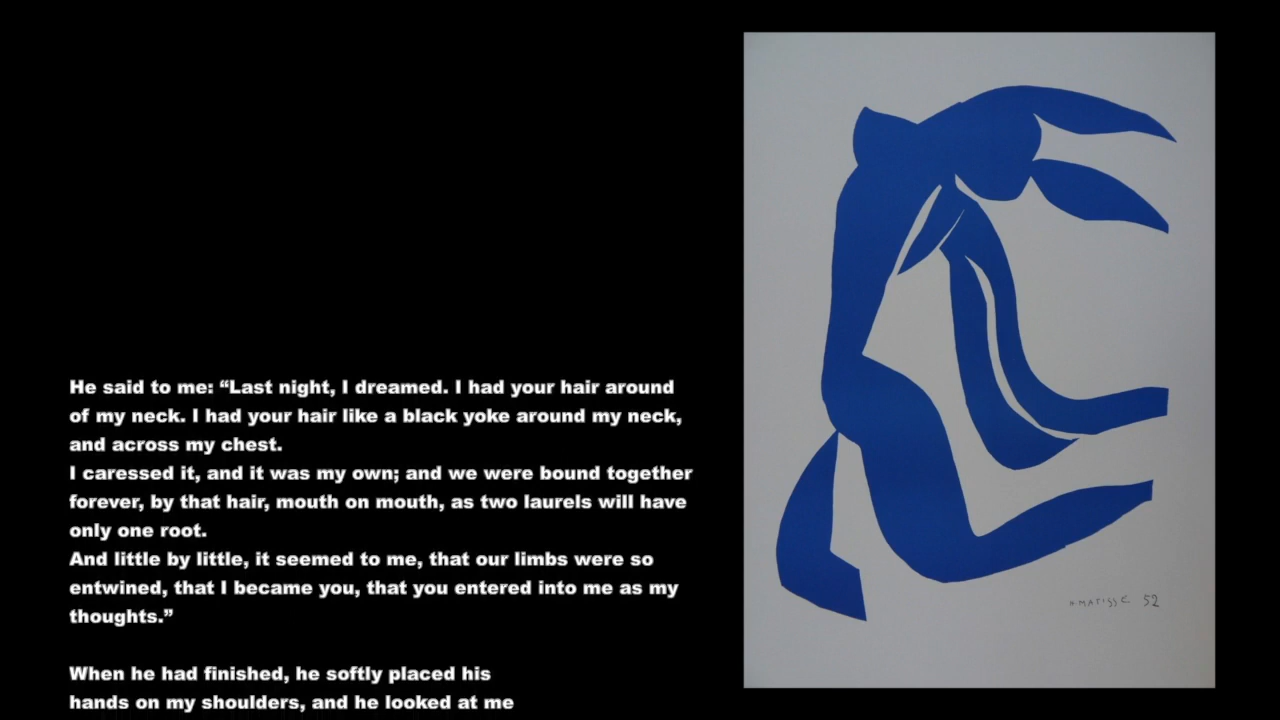 He said to me: “Last night, I dreamed. I had your hair around
of my neck. I had your hair like a black yoke around my neck,
and across my chest.
I caressed it, and it was my own; and we were bound together
forever, by that hair, mouth on mouth, as two laurels will have
only one root.
And little by little, it seemed to me, that our limbs were so
entwined, that I became you, that you entered into me as my
thoughts.”
When he had finished, he softly placed his
hands on my shoulders, and he looked at me
H. MATISSE 52